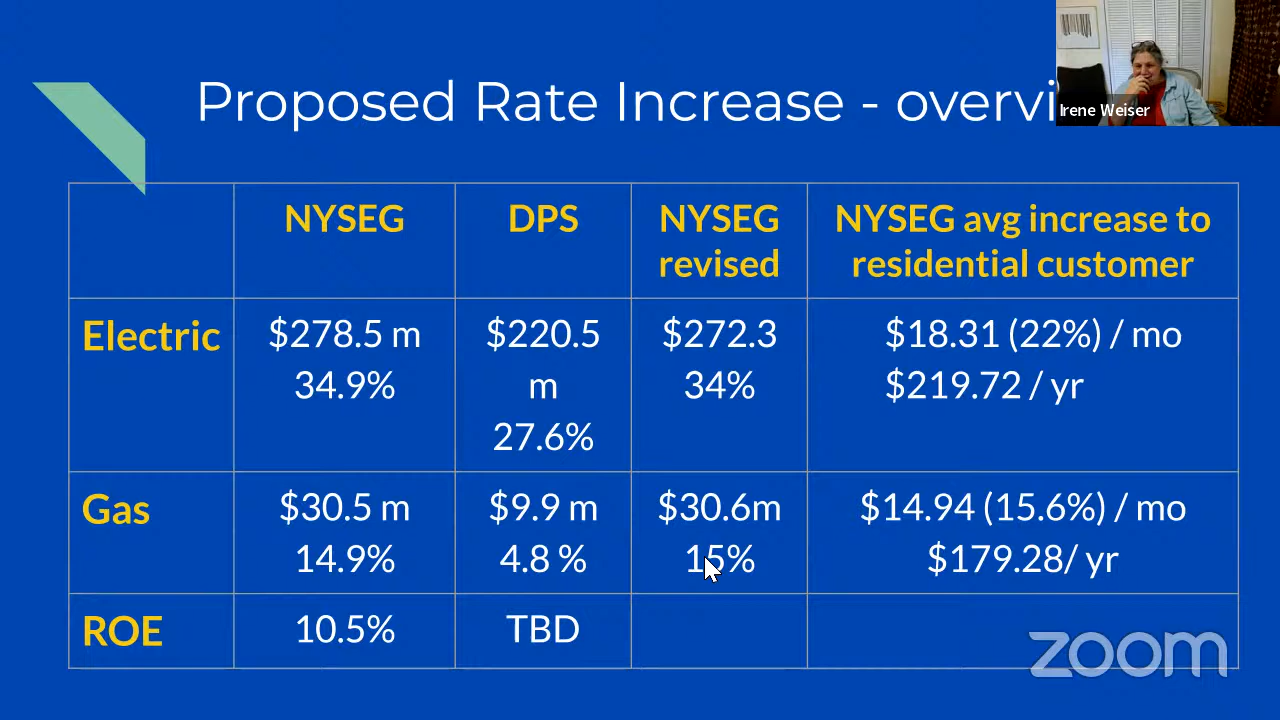 Proposed Rate Increase - overvi
Irene Weiser
NYSEG
DPS
NYSEG
revised
NYSEG avg increase to
residential customer
Electric
$278.5 m
34.9%
$220.5
m
27.6%
$272.3
34%
$18.31 (22%) / mo
$219.72 / yr
Gas
$30.5 m
14.9%
$9.9 m
4.8 %
$30.6m
15%
$14.94 (15.6%) / mo
$179.28/ yr
ROE
10.5%
TBD
zoom